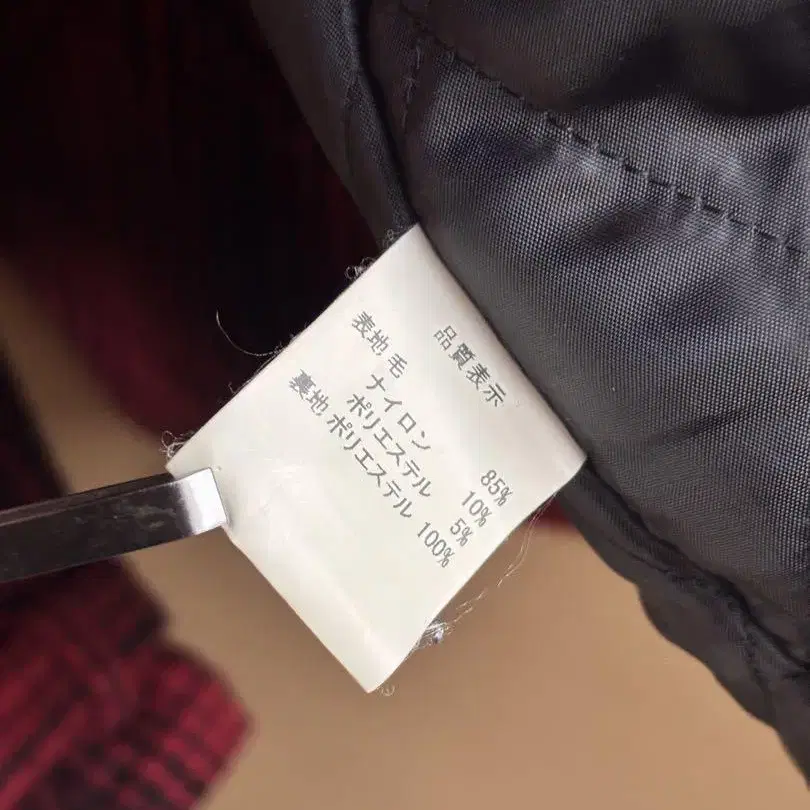 品質表示
表地 毛 85%
ナイロン 10%
ポリエステル 5%
裏地 ポリエステル 100%